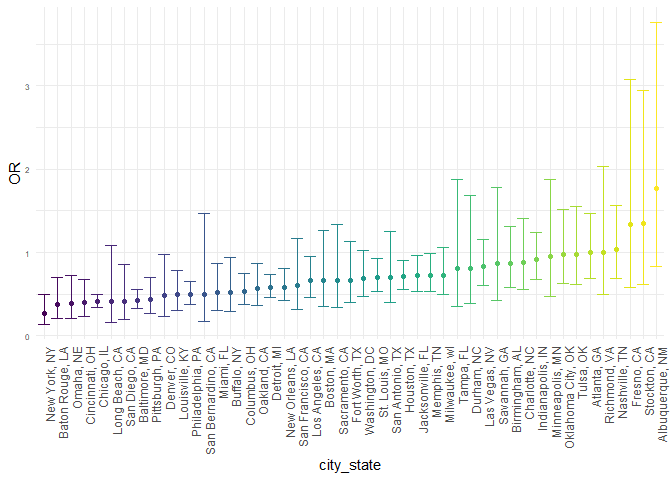 OR
3
2
1
0
New York, NY
Baton Rouge, LA
Omaha, NE
Cincinnati, OH
Chicago, IL
Long Beach, CA
San Diego, CA
Baltimore, MD
Pittsburgh, PA
Denver, CO
Louisville, KY
Philadelphia, PA
San Bernardino, CA
Miami, FL
Buffalo, NY
Columbus, OH
Oakland, CA
Detroit, MI
New Orleans, LA
San Francisco, CA
Los Angeles, CA
Boston, MA
Sacramento, CA
Fort Worth, TX
Washington, DC
St. Louis, MO
San Antonio, TX
Houston, TX
Jacksonville, FL
Memphis, TN
Milwaukee, wI
Tampa, FL
Durham, NC
Las Vegas, NV
Savannah, GA
Birmingham, AL
Charlotte, NC
Indianapolis, IN
Minneapolis, MN
Oklahoma City, OK
Tulsa, OK
Atlanta, GA
Richmond, VA
Nashville, TN
Fresno, CA
Stockton, CA
Albuquerque, NM
city_state